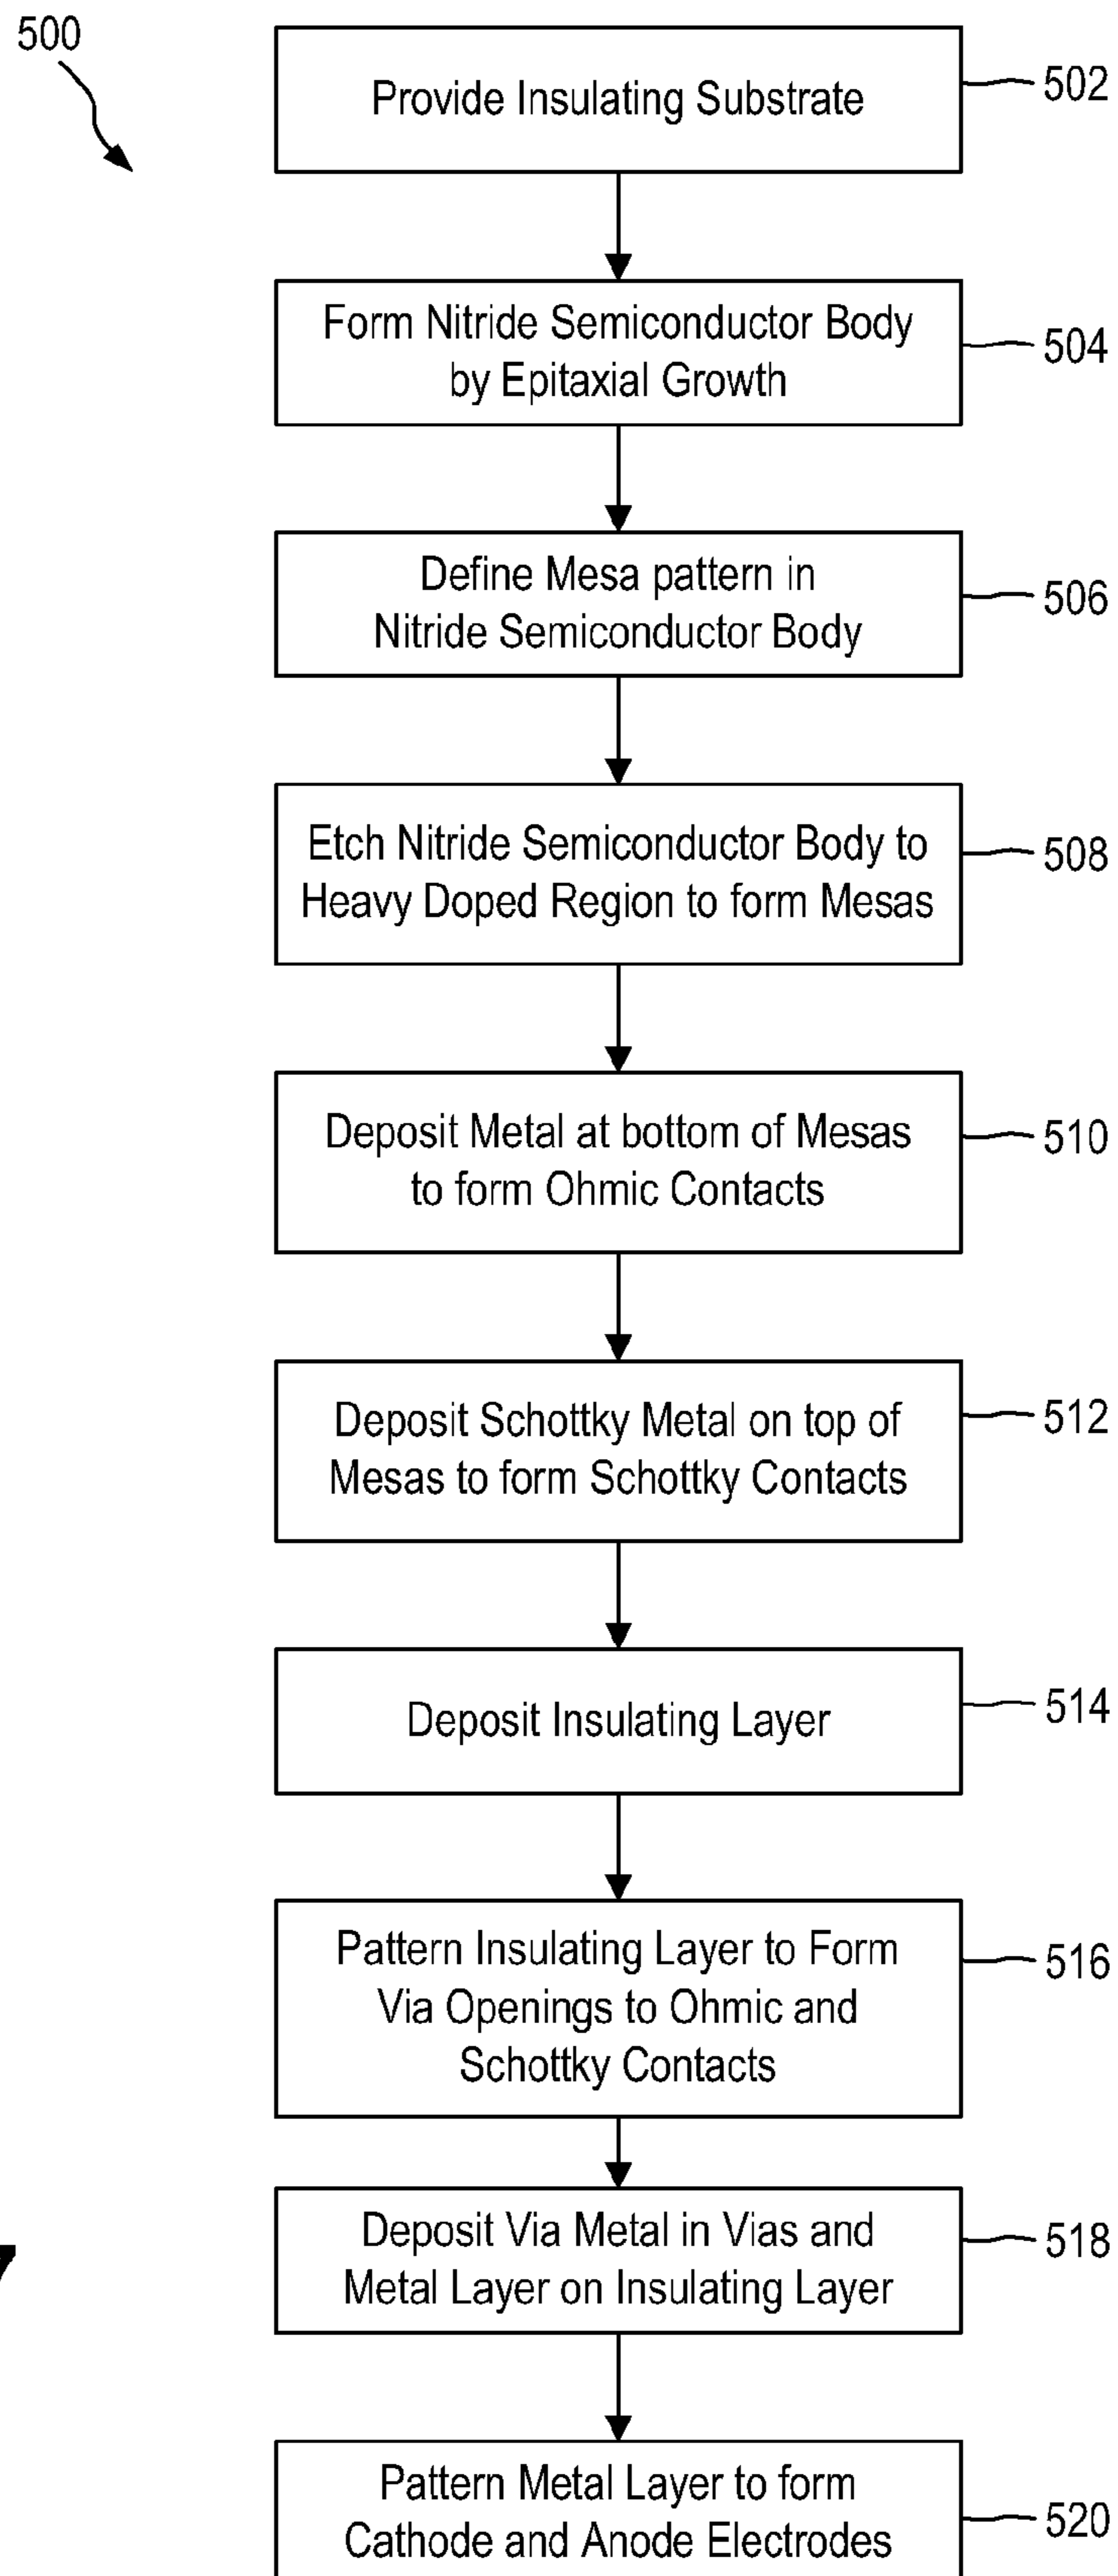 500
Provide Insulating Substrate
502
Form Nitride Semiconductor Body
by Epitaxial Growth
504
Define Mesa pattern in
Nitride Semiconductor Body
506
Etch Nitride Semiconductor Body to
Heavy Doped Region to form Mesas
508
Deposit Metal at bottom of Mesas
to form Ohmic Contacts
510
Deposit Schottky Metal on top of
Mesas to form Schottky Contacts
512
Deposit Insulating Layer
514
Pattern Insulating Layer to Form
Via Openings to Ohmic and
Schottky Contacts
516
Deposit Via Metal in Vias and
Metal Layer on Insulating Layer
518
Pattern Metal Layer to form
Cathode and Anode Electrodes
520